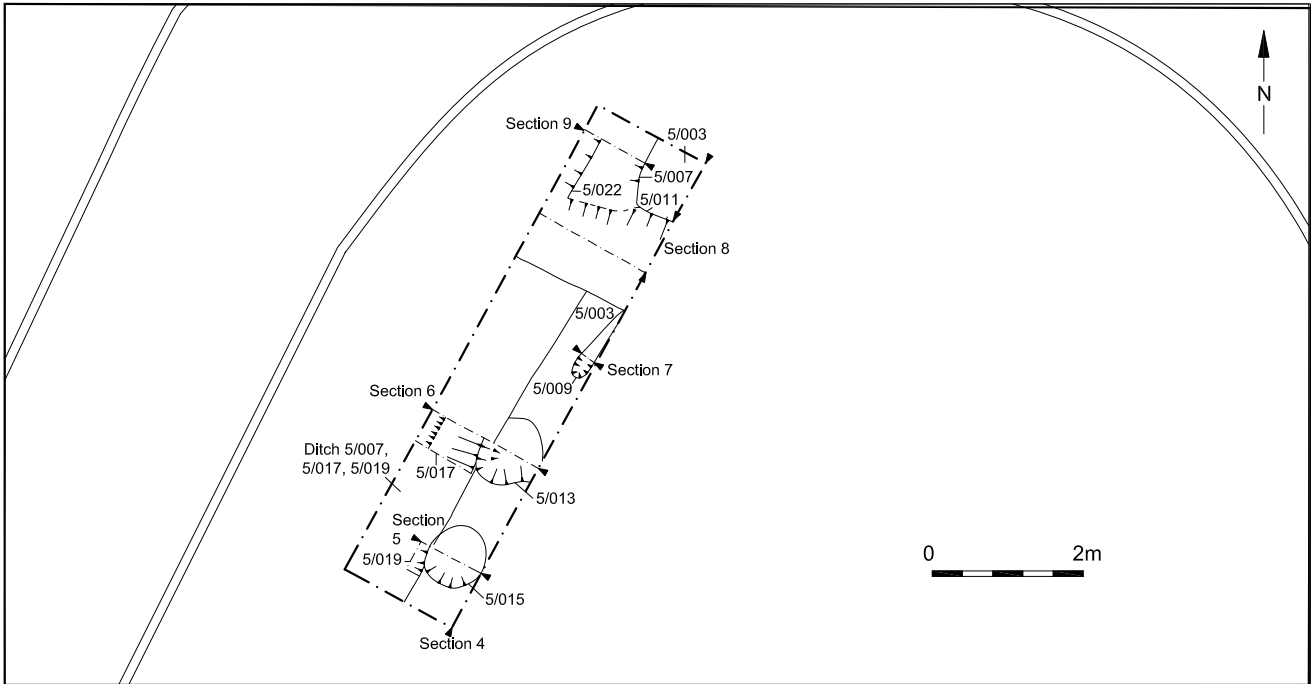 N
Section 9
5/003
5/007
5/022
5/011
Section 8
5/003
Section 7
5/009
Section 6
Ditch 5/007,
5/017, 5/019
5/017
5/013
Section
5
5/019
5/015
Section 4
0
2m